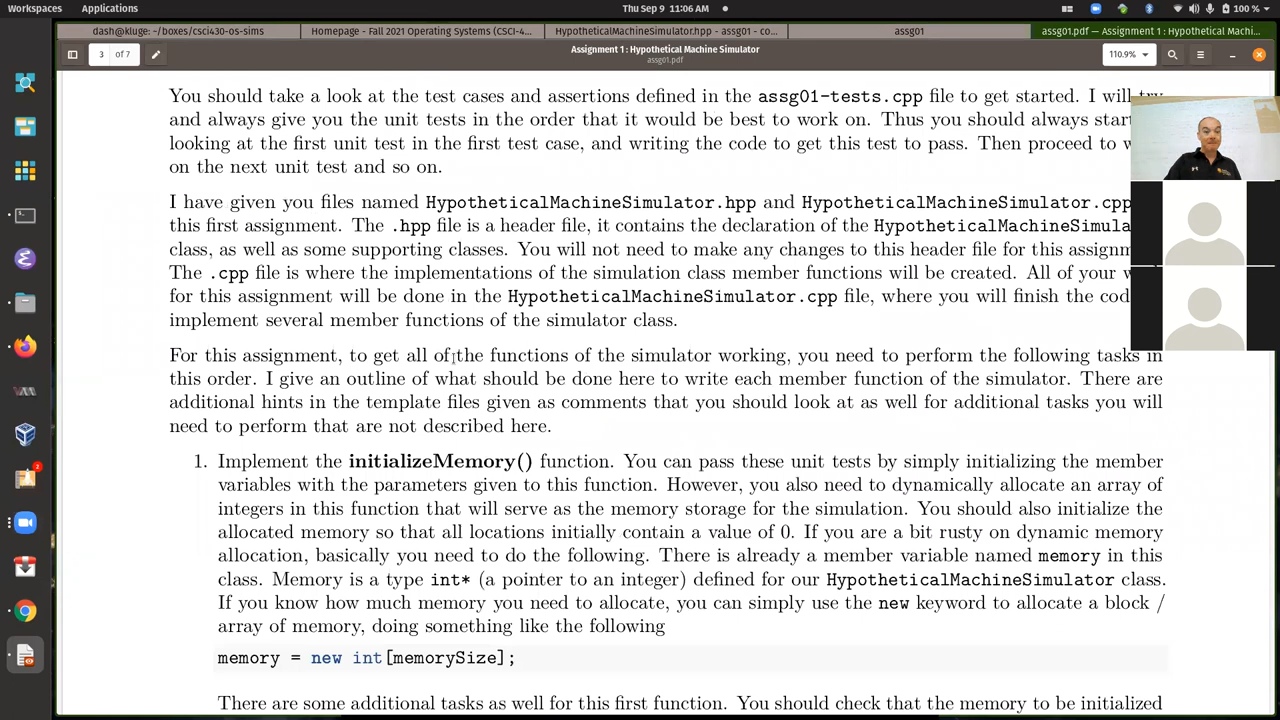 Workspaces Applications Thu Sep 9 11:06 AM 100 %
dash@kluge: ~/boxes/csci430-os-sims Homepage - Fall 2021 Operating Systems (CSCI-4... HypotheticalMachineSimulator.hpp - assg01 - co... assg01 assg01.pdf — Assignment 1 : Hypothetical Machi...
3 of 7 Assignment 1 : Hypothetical Machine Simulator 110.9%
assg01.pdf
You should take a look at the test cases and assertions defined in the assg01-tests.cpp file to get started. I will try
and always give you the unit tests in the order that it would be best to work on. Thus you should always star
looking at the first unit test in the first test case, and writing the code to get this test to pass. Then proceed to w
on the next unit test and so on.
I have given you files named HypotheticalMachineSimulator.hpp and HypotheticalMachineSimulator.cpp
this first assignment. The .hpp file is a header file, it contains the declaration of the HypotheticalMachineSimula
class, as well as some supporting classes. You will not need to make any changes to this header file for this assignm
The .cpp file is where the implementations of the simulation class member functions will be created. All of your w
for this assignment will be done in the HypotheticalMachineSimulator.cpp file, where you will finish the cod
implement several member functions of the simulator class.
For this assignment, to get all of the functions of the simulator working, you need to perform the following tasks in
this order. I give an outline of what should be done here to write each member function of the simulator. There are
additional hints in the template files given as comments that you should look at as well for additional tasks you will
need to perform that are not described here.
1. Implement the initializeMemory() function. You can pass these unit tests by simply initializing the member
variables with the parameters given to this function. However, you also need to dynamically allocate an array of
integers in this function that will serve as the memory storage for the simulation. You should also initialize the
allocated memory so that all locations initially contain a value of 0. If you are a bit rusty on dynamic memory
allocation, basically you need to do the following. There is already a member variable named memory in this
class. Memory is a type int* (a pointer to an integer) defined for our HypotheticalMachineSimulator class.
If you know how much memory you need to allocate, you can simply use the new keyword to allocate a block /
array of memory, doing something like the following
memory = new int[memorySize];
There are some additional tasks as well for this first function. You should check that the memory to be initialized
2